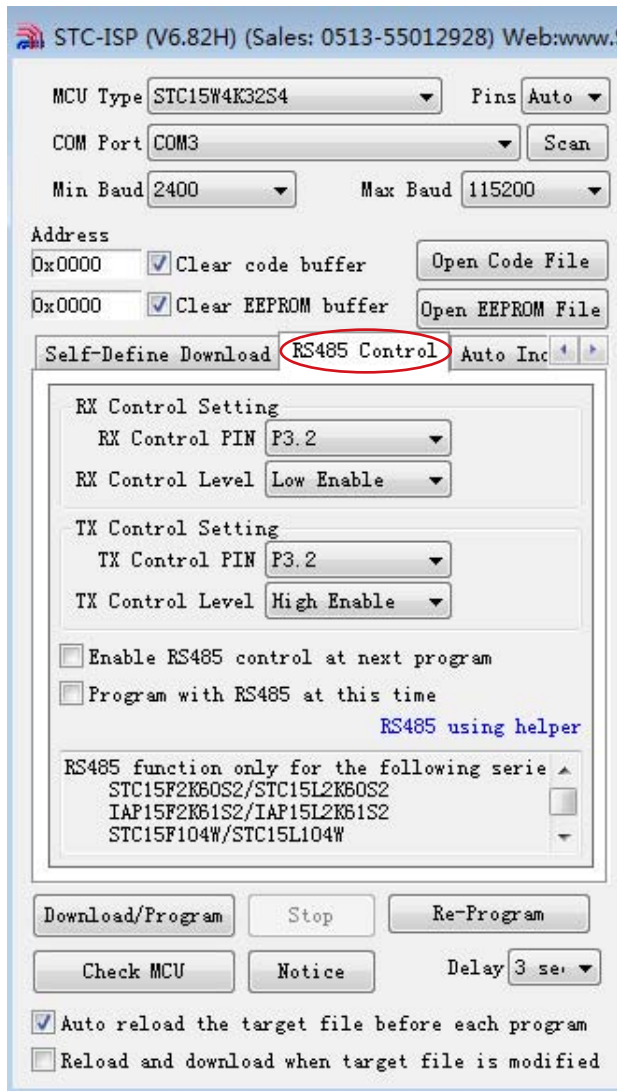 STC-ISP (V6.82H) (Sales: 0513-55012928) Web:www.
MCU Type STC15W4K32S4 Pins Auto
COM Port COM3 Scan
Min Baud 2400 Max Baud 115200
Address
0x0000 Clear code buffer Open Code File
0x0000 Clear EEPROM buffer Open EEPROM File
Self-Define Download RS485 Control Auto Inc
RX Control Setting
RX Control PIN P3.2
RX Control Level Low Enable
TX Control Setting
TX Control PIN P3.2
TX Control Level High Enable
Enable RS485 control at next program
Program with RS485 at this time
RS485 using helper
RS485 function only for the following serie
STC15F2K60S2/STC15L2K60S2
IAP15F2K61S2/IAP15L2K61S2
STC15F104W/STC15L104W
Download/Program Stop Re-Program
Check MCU Notice Delay 3 se
Auto reload the target file before each program
Reload and download when target file is modified